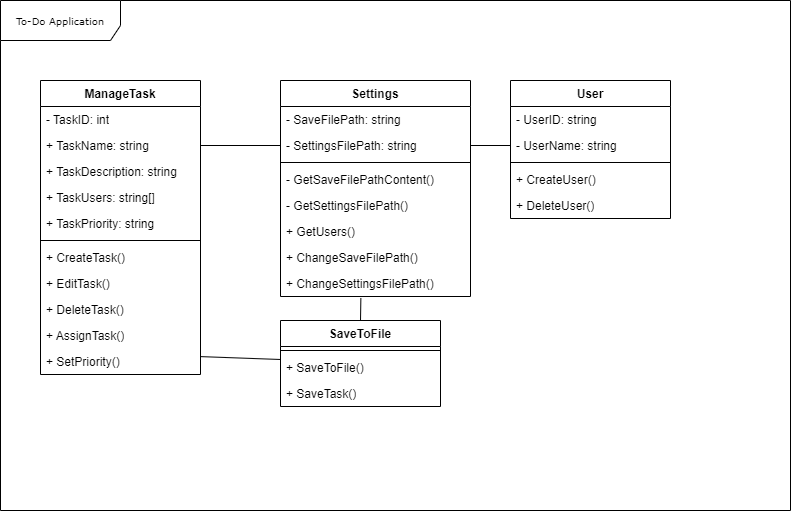 To-Do Application
ManageTask
- TaskID: int
+ TaskName: string
+ TaskDescription: string
+ TaskUsers: string[]
+ TaskPriority: string
+ CreateTask()
+ EditTask()
+ DeleteTask()
+ AssignTask()
+ SetPriority()
Settings
- SaveFilePath: string
- SettingsFilePath: string
- GetSaveFilePathContent()
- GetSettingsFilePath()
+ GetUsers()
+ ChangeSaveFilePath()
+ ChangeSettingsFilePath()
User
- UserID: string
- UserName: string
+ CreateUser()
+ DeleteUser()
SaveToFile
+ SaveToFile()
+ SaveTask()